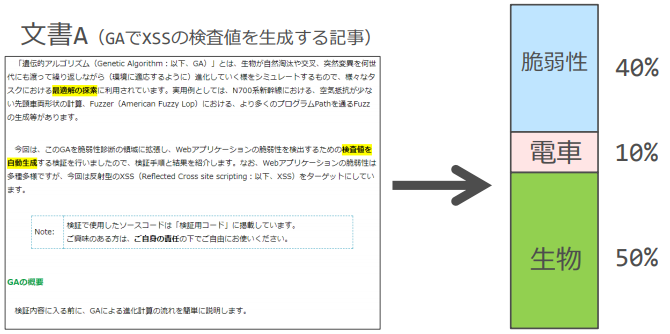 文書A（GAでXSSの検査値を生成する記事）
「遺伝的アルゴリズム（Genetic Algorithm：以下、GA）」とは、生物が自然淘汰や交叉、突然変異を何世
代にも渡って繰り返しながら（環境に適応するように）進化していく様をシミュレートするもので、様々なタ
スクにおける最適解の探索に利用されています。実用例としては、N700系新幹線における、空気抵抗が少な
い先頭車両形状の計算、Fuzzer（American Fuzzy Lop）における、より多くのプログラムPathを通るFuzz
の生成等があります。
今回は、このGAを脆弱性診断の領域に拡張し、Webアプリケーションの脆弱性を検出するための検査値を
自動生成する検証を行いましたので、検証手順と結果を紹介します。なお、Webアプリケーションの脆弱性は
多種多様ですが、今回は反射型のXSS（Reflected Cross site scripting：以下、XSS）をターゲットにしてい
ます。
Note:
検証で使用したソースコードは「検証用コード」に掲載しています。
ご興味のある方は、ご自身の責任の下でご自由にお使いください。
GAの概要
検証内容に入る前に、GAによる進化計算の流れを簡単に説明します。
脆弱性
40%
電車
10%
生物
50%